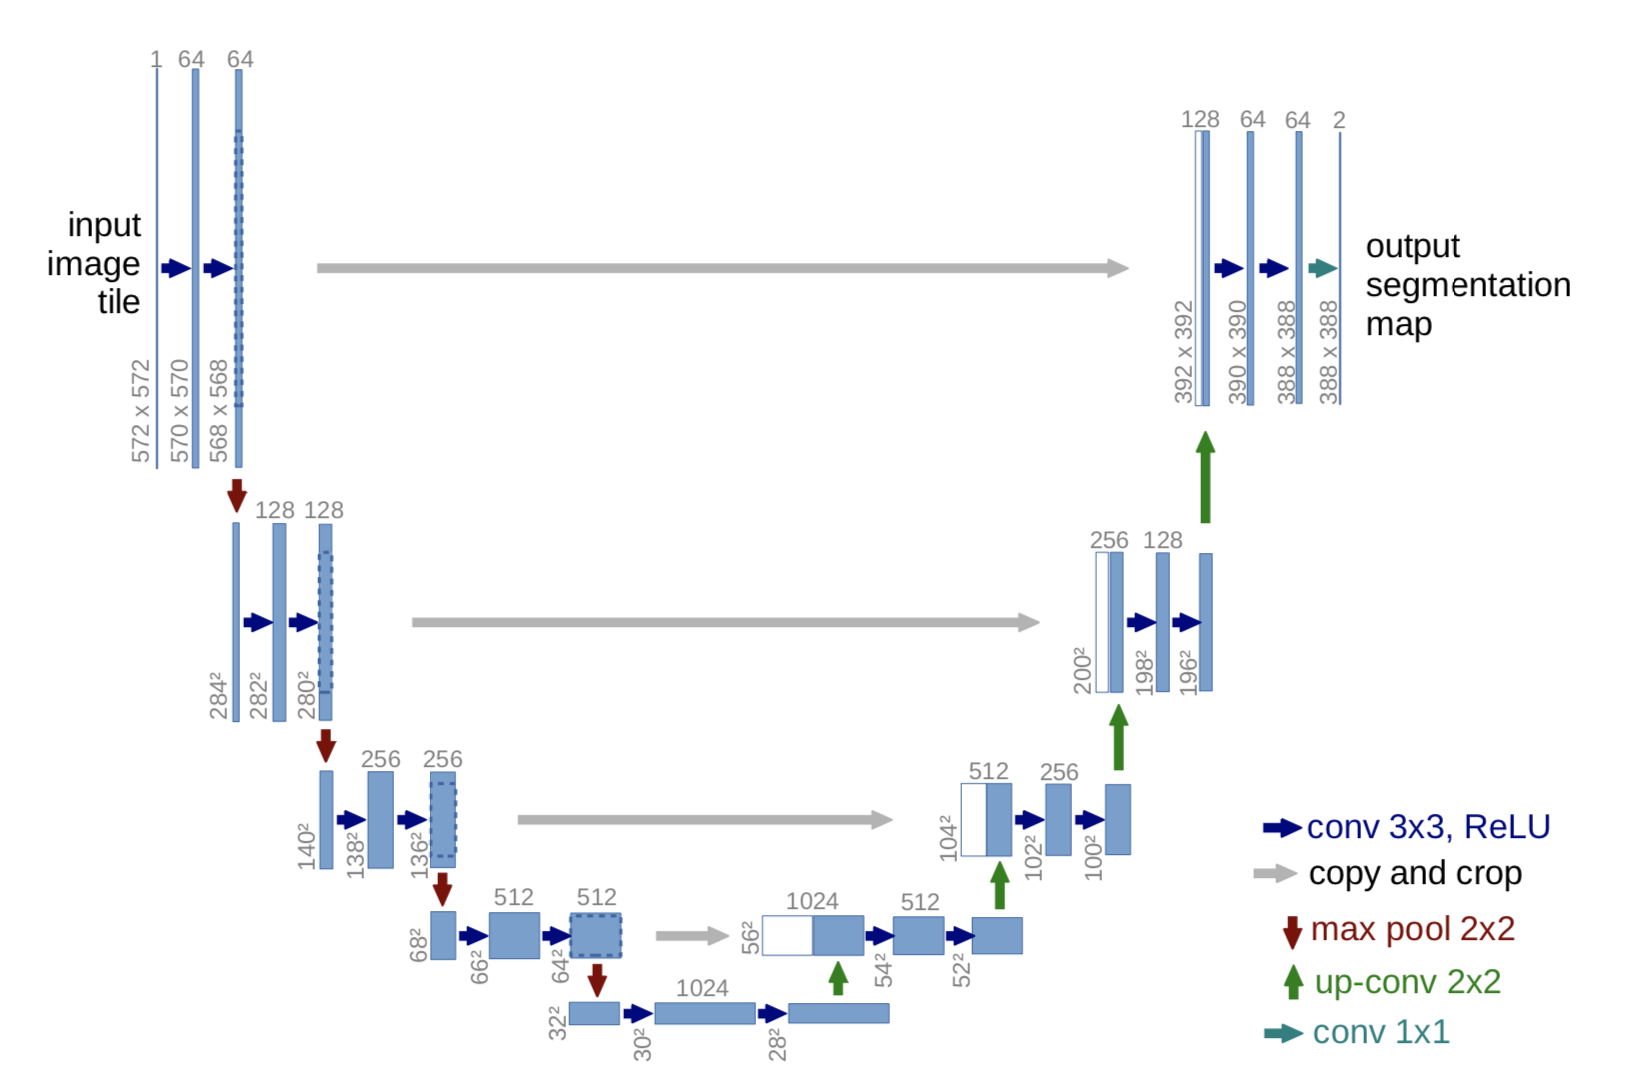 1 64 64
input
image
tile
572 x 572
570 x 570
568 x 568
128 64 64 2
output
segmentation
map
392 x 392
390 x 390
388 x 388
388 x 388
128 128
284²
282²
280²
256 128
200²
198²
196²
256 256
140²
138²
136²
512 256
104²
102²
100²
512 512
68²
66²
64²
1024 512
56²
54²
52²
1024
32²
30²
28²
conv 3x3, ReLU
copy and crop
max pool 2x2
up-conv 2x2
conv 1x1